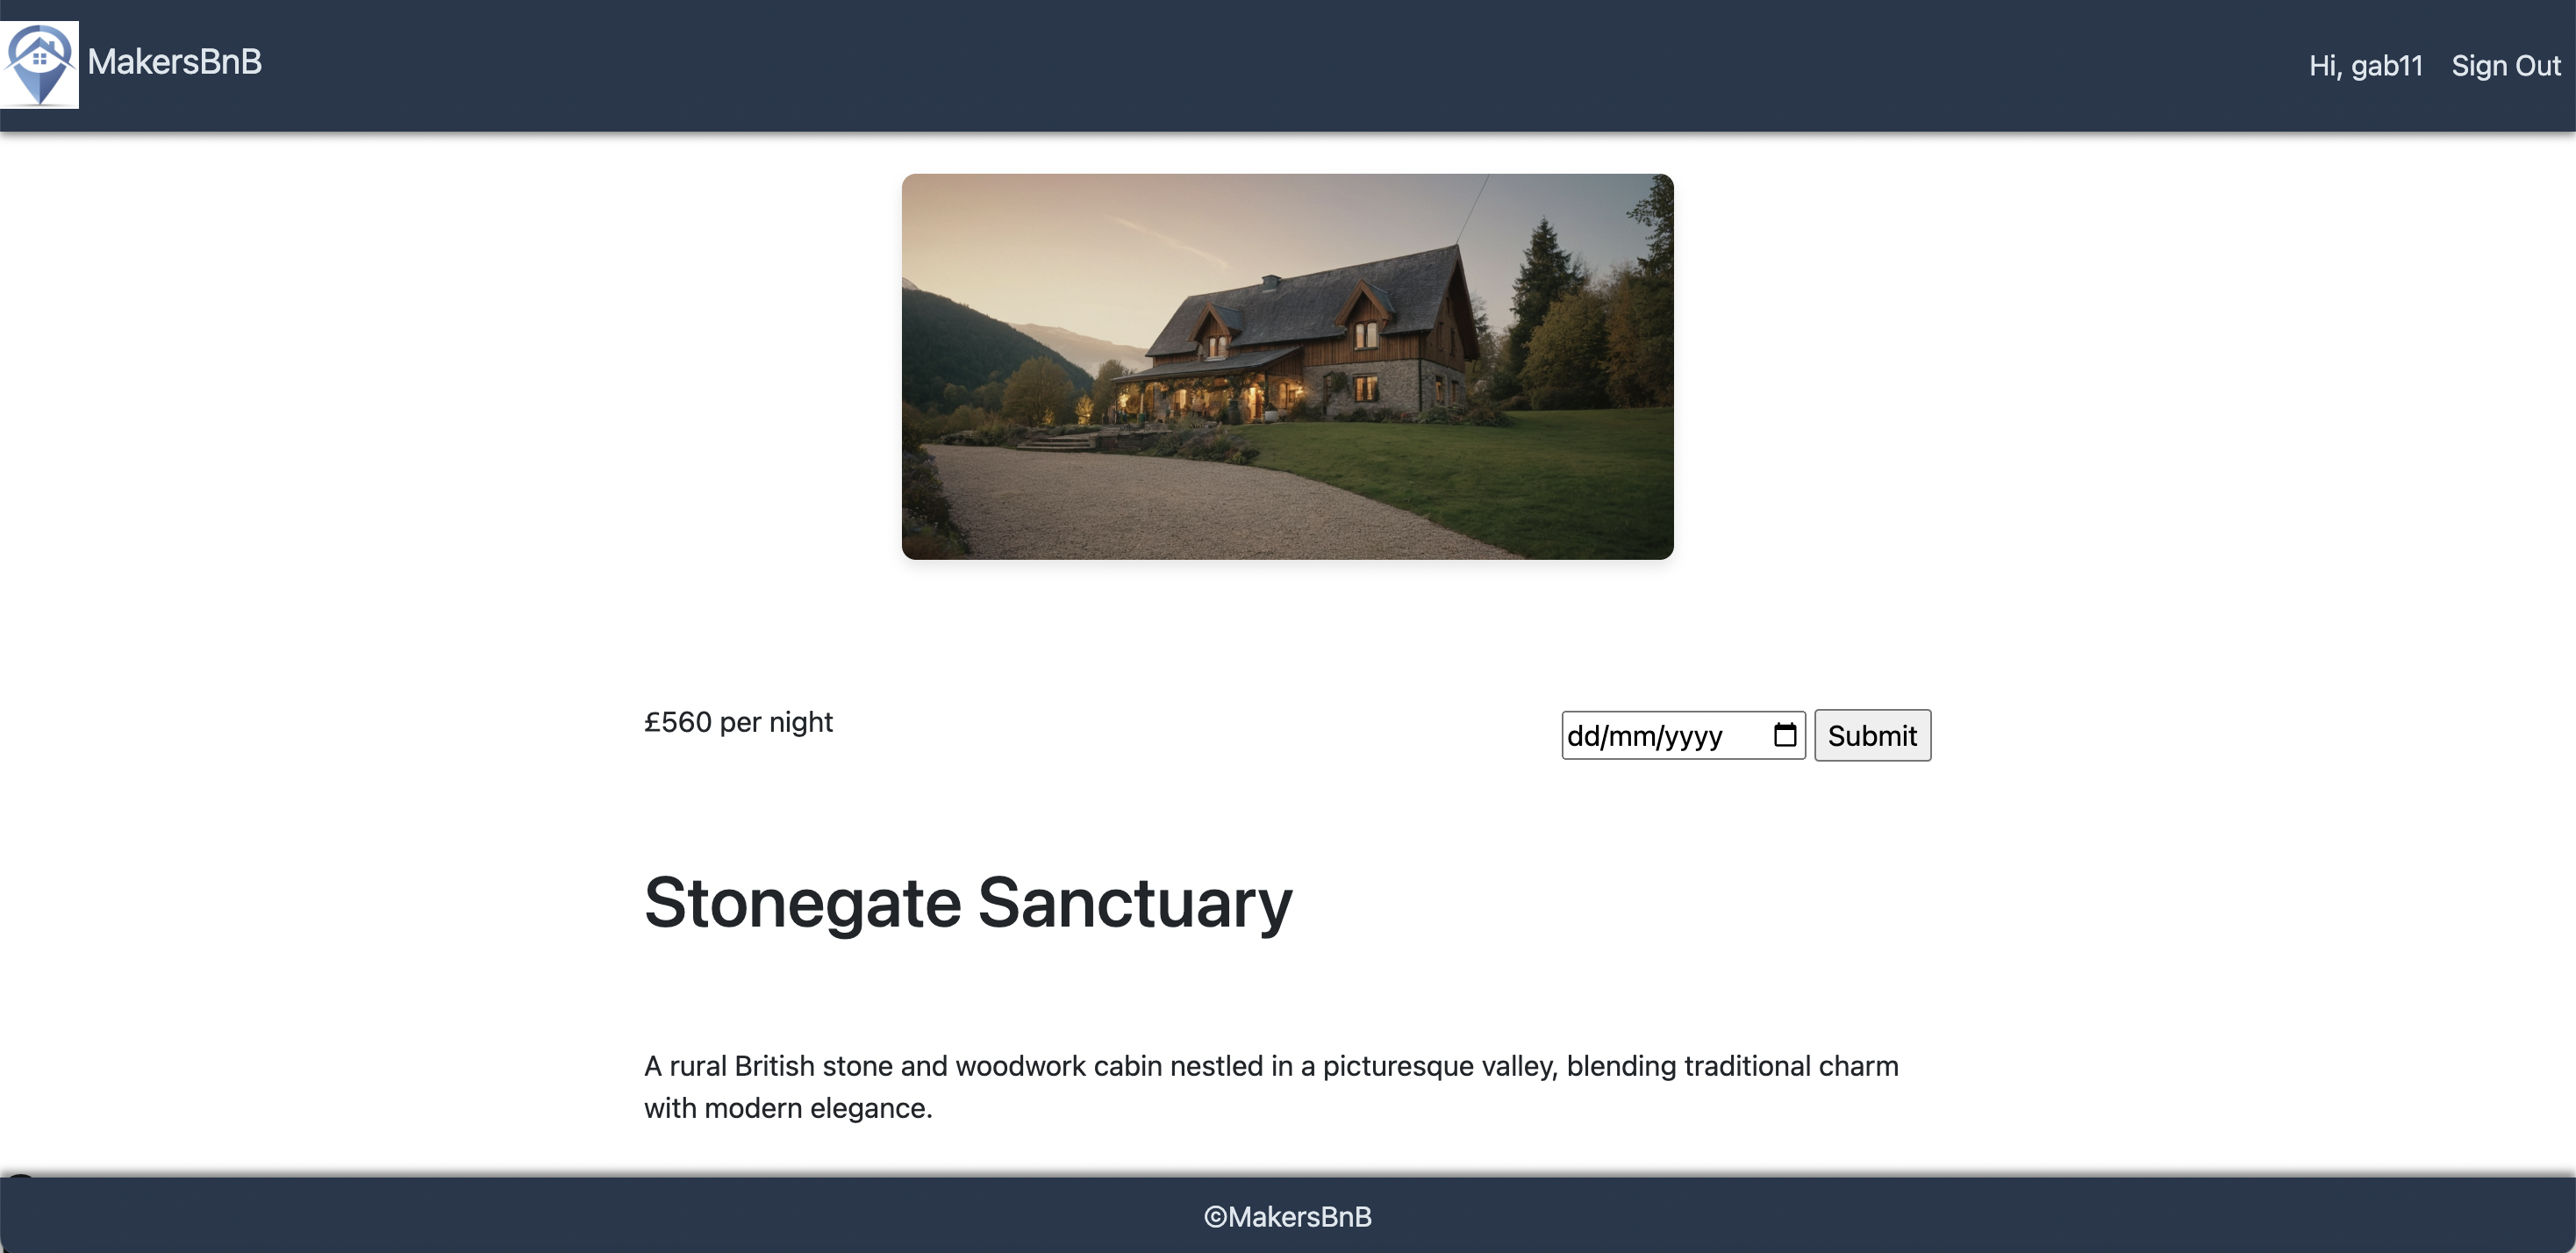 MakersBnB
Hi, gab11
Sign Out
£560 per night
dd/mm/yyyy
Submit
Stonegate Sanctuary
A rural British stone and woodwork cabin nestled in a picturesque valley, blending traditional charm
with modern elegance.
©MakersBnB